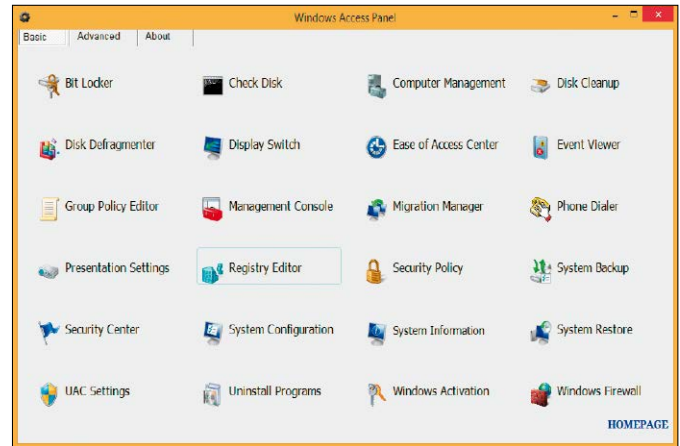 Windows Access Panel
Basic Advanced About
Bit Locker Check Disk Computer Management Disk Cleanup
Disk Defragmenter Display Switch Ease of Access Center Event Viewer
Group Policy Editor Management Console Migration Manager Phone Dialer
Presentation Settings Registry Editor Security Policy System Backup
Security Center System Configuration System Information System Restore
UAC Settings Uninstall Programs Windows Activation Windows Firewall
HOMEPAGE